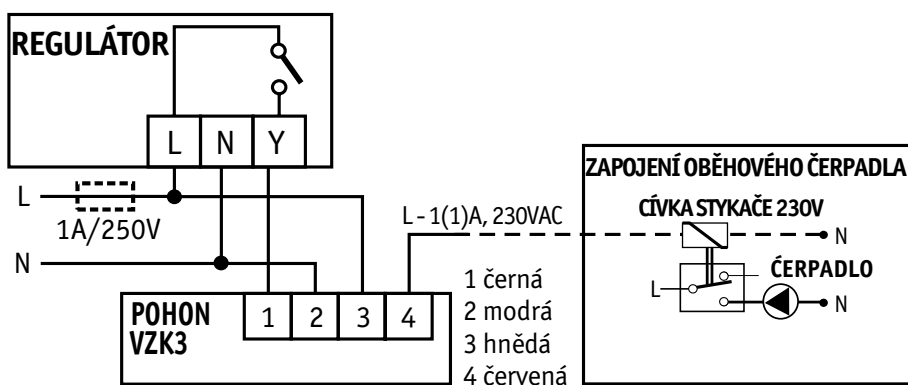 REGULÁTOR
L N Y
L
1A/250V
N
L - 1(1)A, 230VAC
POHON
VZK3
1 2 3 4
1 černá
2 modrá
3 hnědá
4 červená
ZAPOJENÍ OBĚHOVÉHO ČERPADLA
CÍVKA STYKAČE 230V
N
ĆERPADLO
L
N